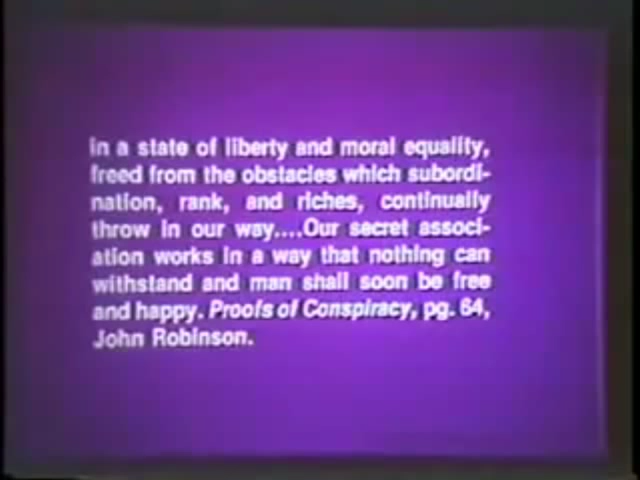 In a state of liberty and moral equality,
freed from the obstacles which subordi-
nation, rank, and riches, continually
throw in our way....Our secret associ-
ation works in a way that nothing can
withstand and man shall soon be free
and happy. Proofs of Conspiracy, pg. 64,
John Robinson.